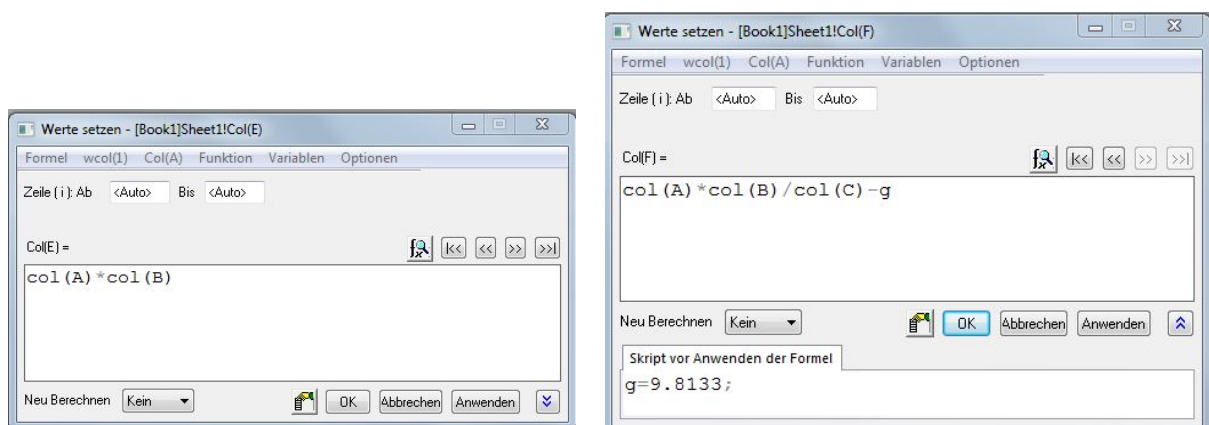 Werte setzen - [Book1]Sheet1!Col(E)
Formel wcol(1) Col(A) Funktion Variablen Optionen
Zeile ( i ): Ab <Auto> Bis <Auto>
Col(E) =
|<< << >> >>|
col(A)*col(B)
Neu Berechnen Kein OK Abbrechen Anwenden
Werte setzen - [Book1]Sheet1!Col(F)
Formel wcol(1) Col(A) Funktion Variablen Optionen
Zeile ( i ): Ab <Auto> Bis <Auto>
Col(F) =
|<< << >> >>|
col(A)*col(B)/col(C)-g
Neu Berechnen Kein OK Abbrechen Anwenden
Skript vor Anwenden der Formel
g=9.8133;